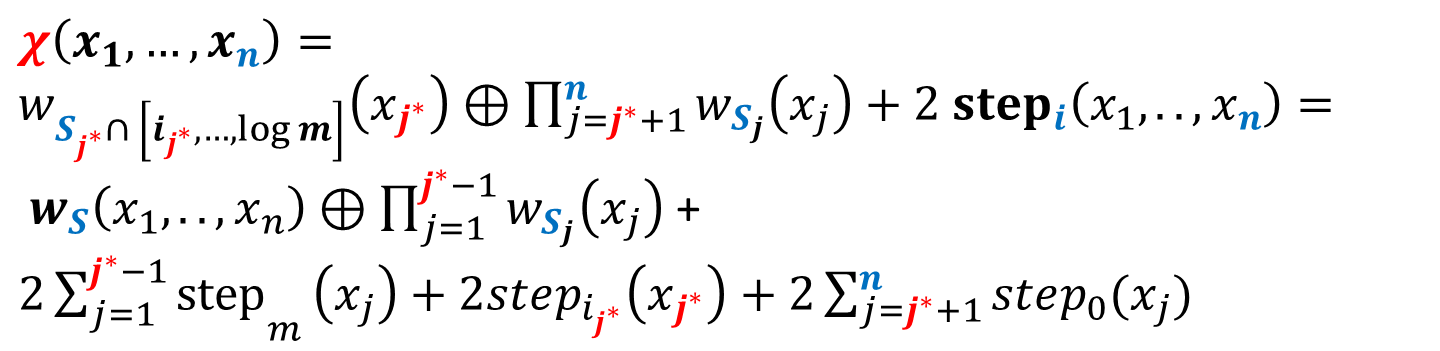 χ(x₁, … , xₙ) =
w_{S_{j*}∩[i_{j*},…,log m]}(x_{j*}) ⊕ ∏_{j=j*+1}^{n} w_{S_j}(x_j) + 2 step_i(x₁, . . , xₙ) =
w_S(x₁, . . , xₙ) ⊕ ∏_{j=1}^{j*−1} w_{S_j}(x_j) +
2 ∑_{j=1}^{j*−1} step_m (x_j) + 2step_{i_{j*}}(x_{j*}) + 2 ∑_{j=j*+1}^{n} step₀(x_j)